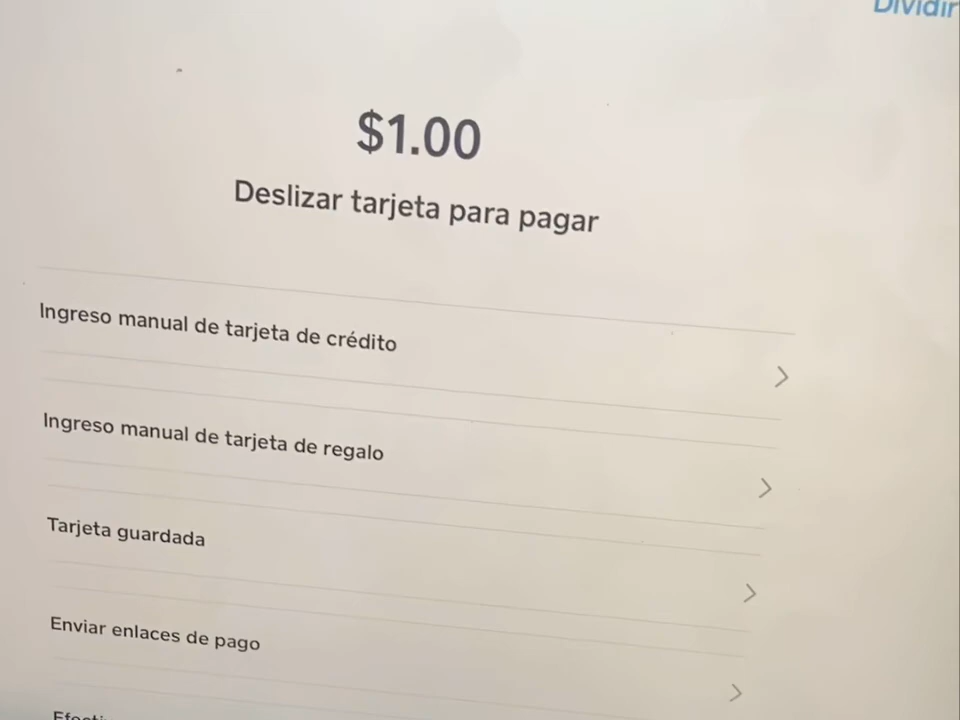 Dividir
$1.00
Deslizar tarjeta para pagar
Ingreso manual de tarjeta de crédito
Ingreso manual de tarjeta de regalo
Tarjeta guardada
Enviar enlaces de pago